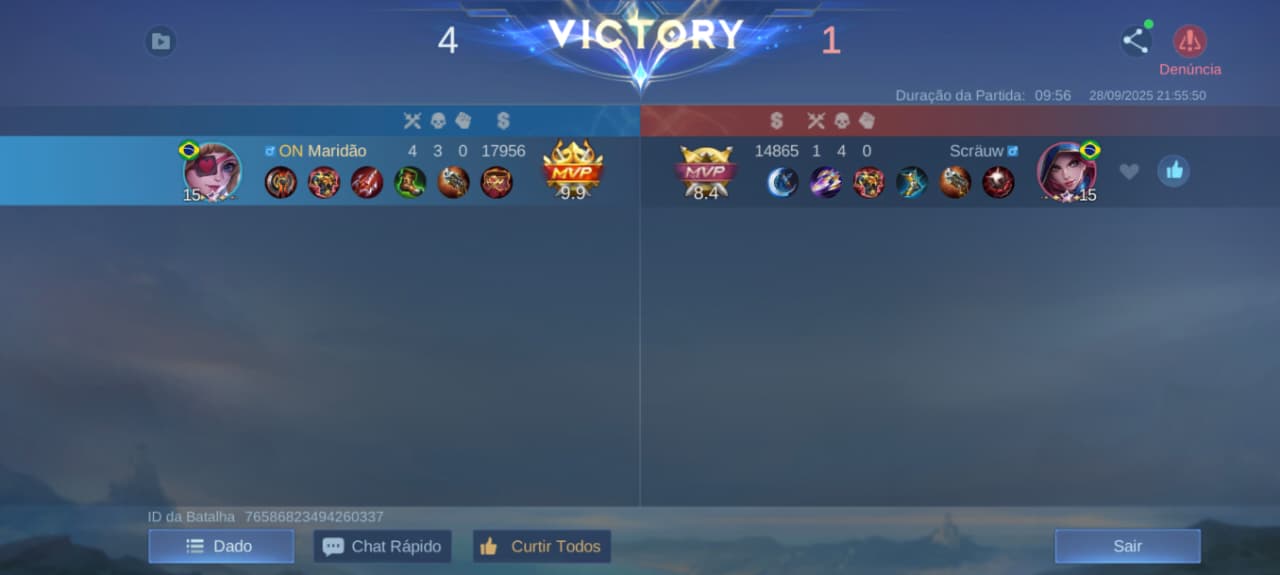 4 VICTORY 1
Denúncia
Duração da Partida: 09:56 28/09/2025 21:55:50
ON Maridão 4 3 0 17956 MVP 9.9 15
MVP 8.4 14865 1 4 0 Scräuw 15
ID da Batalha 76586823494260337
Dado Chat Rápido Curtir Todos Sair